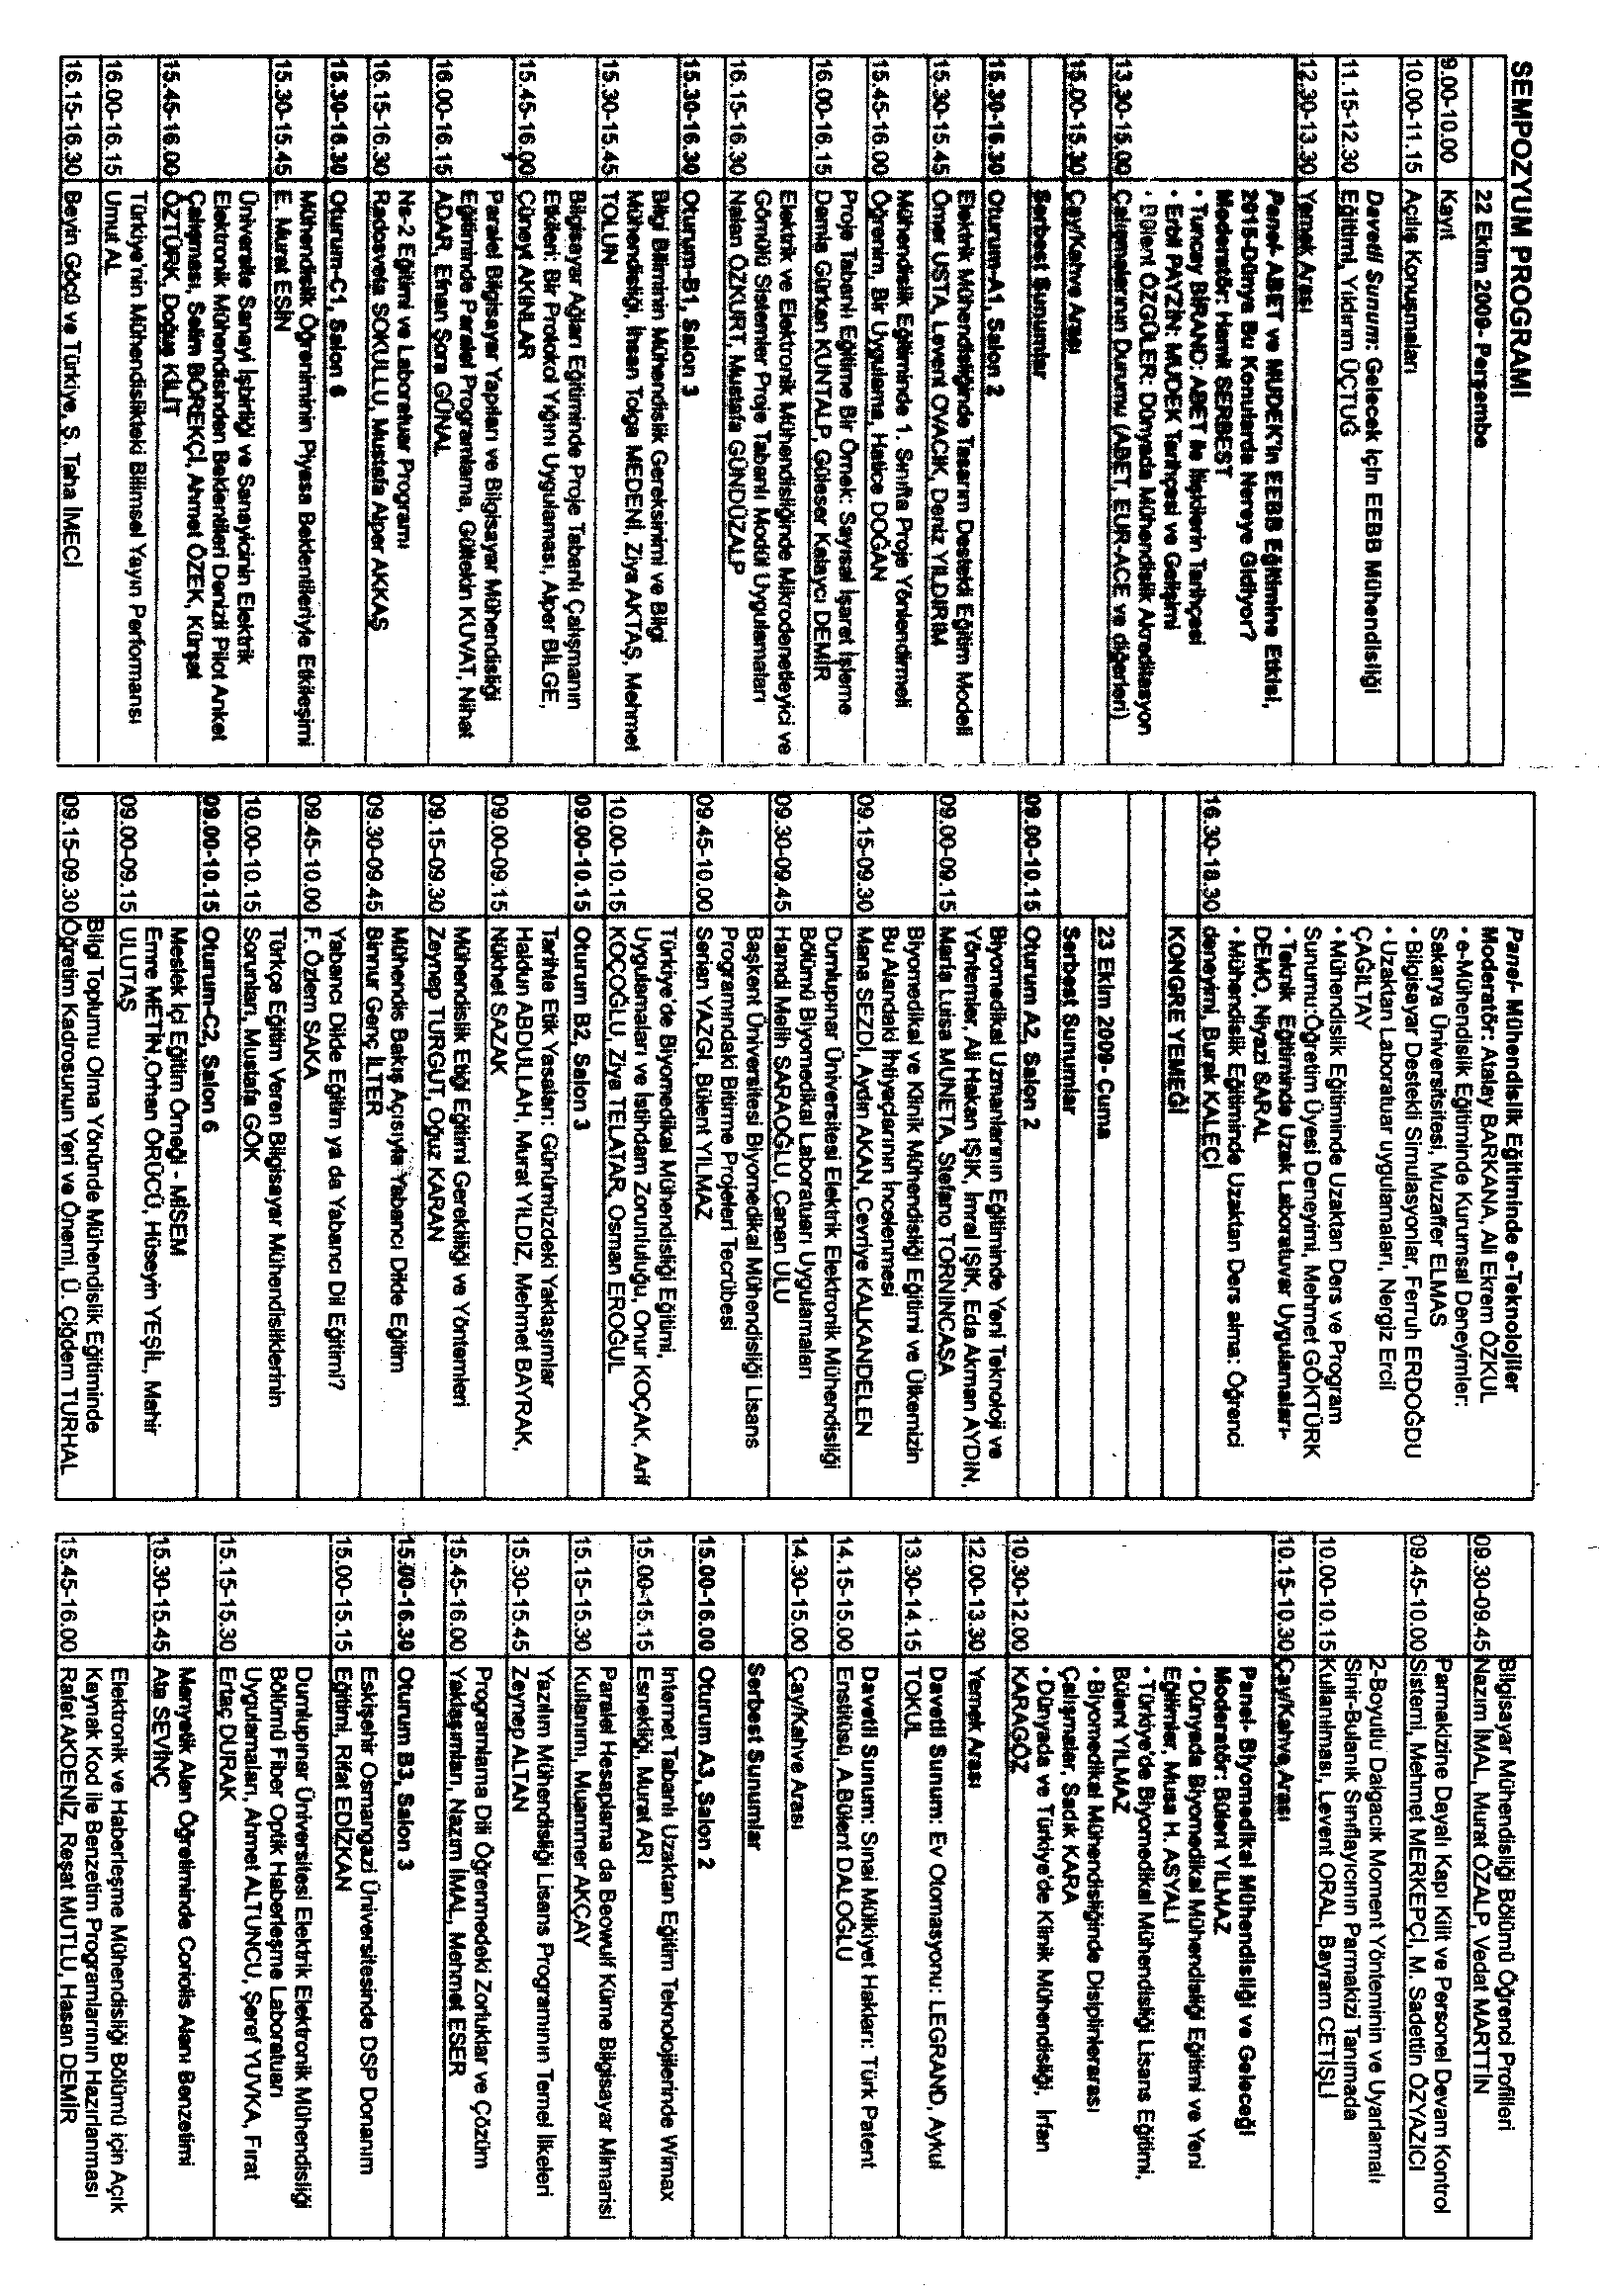 SEMPOZYUM PROGRAMI
22 Ekim 2009- Perşembe
9.00-10.00 Kayıt
10.00-11.15 Açılış Konuşmaları
Davetli Sunum: Gelecek için EEBB Mühendisliği
11.15-12.30 Eğitimi, Yıldırım ÜÇTUĞ
12.30-13.30 Yemek Arası
Panel- ABET ve MÜDEK'in EEBB Eğitimine Etkisi,
2015-Dünya Bu Konularda Nereye Gidiyor?
Moderatör: Hamit SERBEST
• Tuncay BİRAND: ABET ile İlişkilerin Tarihçesi
• Erbil PAYZİN: MÜDEK Tarihçesi ve Gelişimi
• Bülent ÖZGÜLER: Dünyada Mühendislik Akreditasyon
13.30-15.00 Çalışmalarının Durumu (ABET, EUR-ACE ve diğerleri)
15.00-15.30 Çay/Kahve Arası
Serbest Sunumlar
15.30-16.30 Oturum-A1, Salon 2
Elektrik Mühendisliğinde Tasarım Destekli Eğitim Modeli
15.30-15.45 Ömer USTA, Levent OVACIK, Deniz YILDIRIM
Mühendislik Eğitiminde 1. Sınıfta Proje Yönlendirmeli
15.45-16.00 Öğrenim, Bir Uygulama, Hatice DOĞAN
Proje Tabanlı Eğitime Bir Örnek: Sayısal İşaret İşleme
16.00-16.15 Damla Gürkan KUNTALP, Güleser Kalaycı DEMİR
Elektrik ve Elektronik Mühendisliğinde Mikrodenetleyici ve
Gömülü Sistemler Proje Tabanlı Modül Uygulamaları
16.15-16.30 Nalan ÖZKURT, Mustafa GÜNDÜZALP
15.30-16.30 Oturum-B1, Salon 3
Bilgi Biliminin Mühendislik Gereksinimi ve Bilgi
Mühendisliği, İhsan Tolga MEDENİ, Ziya AKTAŞ, Mehmet
15.30-15.45 TOLUN
Bilgisayar Ağları Eğitiminde Proje Tabanlı Çalışmanın
Etkileri: Bir Protokol Yığını Uygulaması, Alper BİLGE,
15.45-16.00 Cüneyt AKINLAR
Paralel Bilgisayar Yapıları ve Bilgisayar Mühendisliği
Eğitiminde Paralel Programlama, Gültekin KUVAT, Nihat
16.00-16.15 ADAR, Efnan Şora GÜNAL
Ns-2 Eğitimi ve Laboratuar Programı
16.15-16.30 Radosveta SOKULLU, Mustafa Alper AKKAŞ
15.30-16.30 Oturum-C1, Salon 6
Mühendislik Öğreniminin Piyasa Beklentileriyle Etkileşimi
15.30-15.45 E. Murat ESİN
Üniversite Sanayi İşbirliği ve Sanayicinin Elektrik
Elektronik Mühendisinden Beklentileri Denizli Pilot Anket
Çalışması, Selim BÖREKÇİ, Ahmet ÖZEK, Kürşat
15.45-16.00 ÖZTÜRK, Doğuş KİLİT
Türkiye'nin Mühendislikteki Bilimsel Yayın Perfomansı
16.00-16.15 Umut AL
16.15-16.30 Beyin Göçü ve Türkiye, Ş. Taha İMECİ
Panel- Mühendislik Eğitiminde e-Teknolojiler
Moderatör: Atalay BARKANA, Ali Ekrem ÖZKUL
• e-Mühendislik Eğitiminde Kurumsal Deneyimler:
Sakarya Üniversitsitesi, Muzaffer ELMAS
• Bilgisayar Destekli Simulasyonlar, Ferruh ERDOĞDU
• Uzaktan Laboratuar uygulamaları, Nergiz Ercil
ÇAĞILTAY
• Mühendislik Eğitiminde Uzaktan Ders ve Program
Sunumu:Öğretim Üyesi Deneyimi, Mehmet GÖKTÜRK
• Teknik Eğitiminde Uzak Laboratuvar Uygulamaları-
DEMO, Niyazi SARAL
• Mühendislik Eğitiminde Uzaktan Ders alma: Öğrenci
16.30-18.30 deneyimi, Burak KALECİ
KONGRE YEMEĞİ
23 Ekim 2009- Cuma
Serbest Sunumlar
09.00-10.15 Oturum A2, Salon 2
Biyomedikal Uzmanlarının Eğitiminde Yeni Teknoloji ve
Yöntemler, Ali Hakan IŞIK, İmral IŞIK, Eda Akman AYDIN,
09.00-09.15 Maria Luisa MUNETA, Stefano TORNINCASA
Biyomedikal ve Klinik Mühendisliği Eğitimi ve Ülkemizin
Bu Alandaki İhtiyaçlarının İncelenmesi
09.15-09.30 Mana SEZDİ, Aydın AKAN, Cevriye KALKANDELEN
Dumlupınar Üniversitesi Elektrik Elektronik Mühendisliği
Bölümü Biyomedikal Laboratuarı Uygulamaları
09.30-09.45 Hamdi Melih SARAOĞLU, Canan ULU
Başkent Üniversitesi Biyomedikal Mühendisliği Lisans
Programındaki Bitirme Projeleri Tecrübesi
09.45-10.00 Serian YAZGI, Bülent YILMAZ
Türkiye'de Biyomedikal Mühendisliği Eğitimi,
Uygulamaları ve İstihdam Zorunluluğu, Onur KOÇAK, Arif
10.00-10.15 KOÇOĞLU, Ziya TELATAR, Osman EROĞUL
09.00-10.15 Oturum B2, Salon 3
Tarihte Etik Yasaları: Günümüzdeki Yaklaşımlar
Haldun ABDULLAH, Murat YILDIZ, Mehmet BAYRAK,
09.00-09.15 Nükhet SAZAK
Mühendislik Etiği Eğitimi Gerekliliği ve Yöntemleri
09.15-09.30 Zeynep TURGUT, Oğuz KARAN
Mühendis Bakış Açısıyla Yabancı Dilde Eğitim
09.30-09.45 Binnur Genç İLTER
Yabancı Dilde Eğitim ya da Yabancı Dil Eğitimi?
09.45-10.00 F. Özlem SAKA
Türkçe Eğitim Veren Bilgisayar Mühendisliklerinin
10.00-10.15 Sorunları, Mustafa GÖK
09.00-10.15 Oturum-C2, Salon 6
Meslek İçi Eğitim Örneği - MİSEM
Emre METİN,Orhan ÖRÜCÜ, Hüseyin YEŞİL, Mahir
09.00-09.15 ULUTAŞ
Bilgi Toplumu Olma Yönünde Mühendislik Eğitiminde
09.15-09.30 Öğretim Kadrosunun Yeri ve Önemi, Ü. Çiğdem TURHAL
Bilgisayar Mühendisliği Bölümü Öğrenci Profilleri
09.30-09.45 Nazım İMAL, Murat ÖZALP, Vedat MARTTİN
Parmakizine Dayalı Kapı Kilit ve Personel Devam Kontrol
09.45-10.00 Sistemi, Mehmet MERKEPÇİ, M. Sadettin ÖZYAZICI
2-Boyutlu Dalgacık Moment Yönteminin ve Uyarlamalı
Sinir-Bulanık Sınıflayıcının Parmakizi Tanımada
10.00-10.15 Kullanılması, Levent ORAL, Bayram CETİŞLİ
10.15-10.30 Çay/Kahve Arası
Panel- Biyomedikal Mühendisliği ve Geleceği
Moderatör: Bülent YILMAZ
• Dünyada Biyomedikal Mühendisliği Eğitimi ve Yeni
Eğilimler, Musa H. ASYALI
• Türkiye'de Biyomedikal Mühendisliği Lisans Eğitimi,
Bülent YILMAZ
• Biyomedikal Mühendisliğinde Disiplinlerarası
Çalışmalar, Sadık KARA
• Dünyada ve Türkiye'de Klinik Mühendisliği, İrfan
10.30-12.00 KARAGÖZ
12.00-13.30 Yemek Arası
Davetli Sunum: Ev Otomasyonu: LEGRAND, Aykul
13.30-14.15 TOKUL
Davetli Sunum: Sınai Mülkiyet Hakları: Türk Patent
14.15-15.00 Enstitüsü, A.Bülent DALOĞLU
14.30-15.00 Çay/Kahve Arası
Serbest Sunumlar
15.00-16.00 Oturum A3, Salon 2
Internet Tabanlı Uzaktan Eğitim Teknolojilerinde Wimax
15.00-15.15 Esnekliği, Murat ARI
Paralel Hesaplama da Beowulf Küme Bilgisayar Mimarisi
15.15-15.30 Kullanımı, Muammer AKÇAY
Yazılım Mühendisliği Lisans Programının Temel İlkeleri
15.30-15.45 Zeynep ALTAN
Programlama Dili Öğrenmedeki Zorluklar ve Çözüm
15.45-16.00 Yaklaşımları, Nazım İMAL, Mehmet ESER
15.00-16.30 Oturum B3, Salon 3
Eskişehir Osmangazi Üniversitesinde DSP Donanım
15.00-15.15 Eğitimi, Rifat EDİZKAN
Dumlupınar Üniversitesi Elektrik Elektronik Mühendisliği
Bölümü Fiber Optik Haberleşme Laboratuarı
Uygulamaları, Ahmet ALTUNCU, Şeref YUVKA, Fırat
15.15-15.30 Ertaç DURAK
Manyetik Alan Öğretiminde Coriolis Alanı Benzetimi
15.30-15.45 Ata SEVİNÇ
Elektronik ve Haberleşme Mühendisliği Bölümü için Açık
Kaynak Kod ile Benzetim Programlarının Hazırlanması
15.45-16.00 Rafet AKDENİZ, Reşat MUTLU, Hasan DEMİR